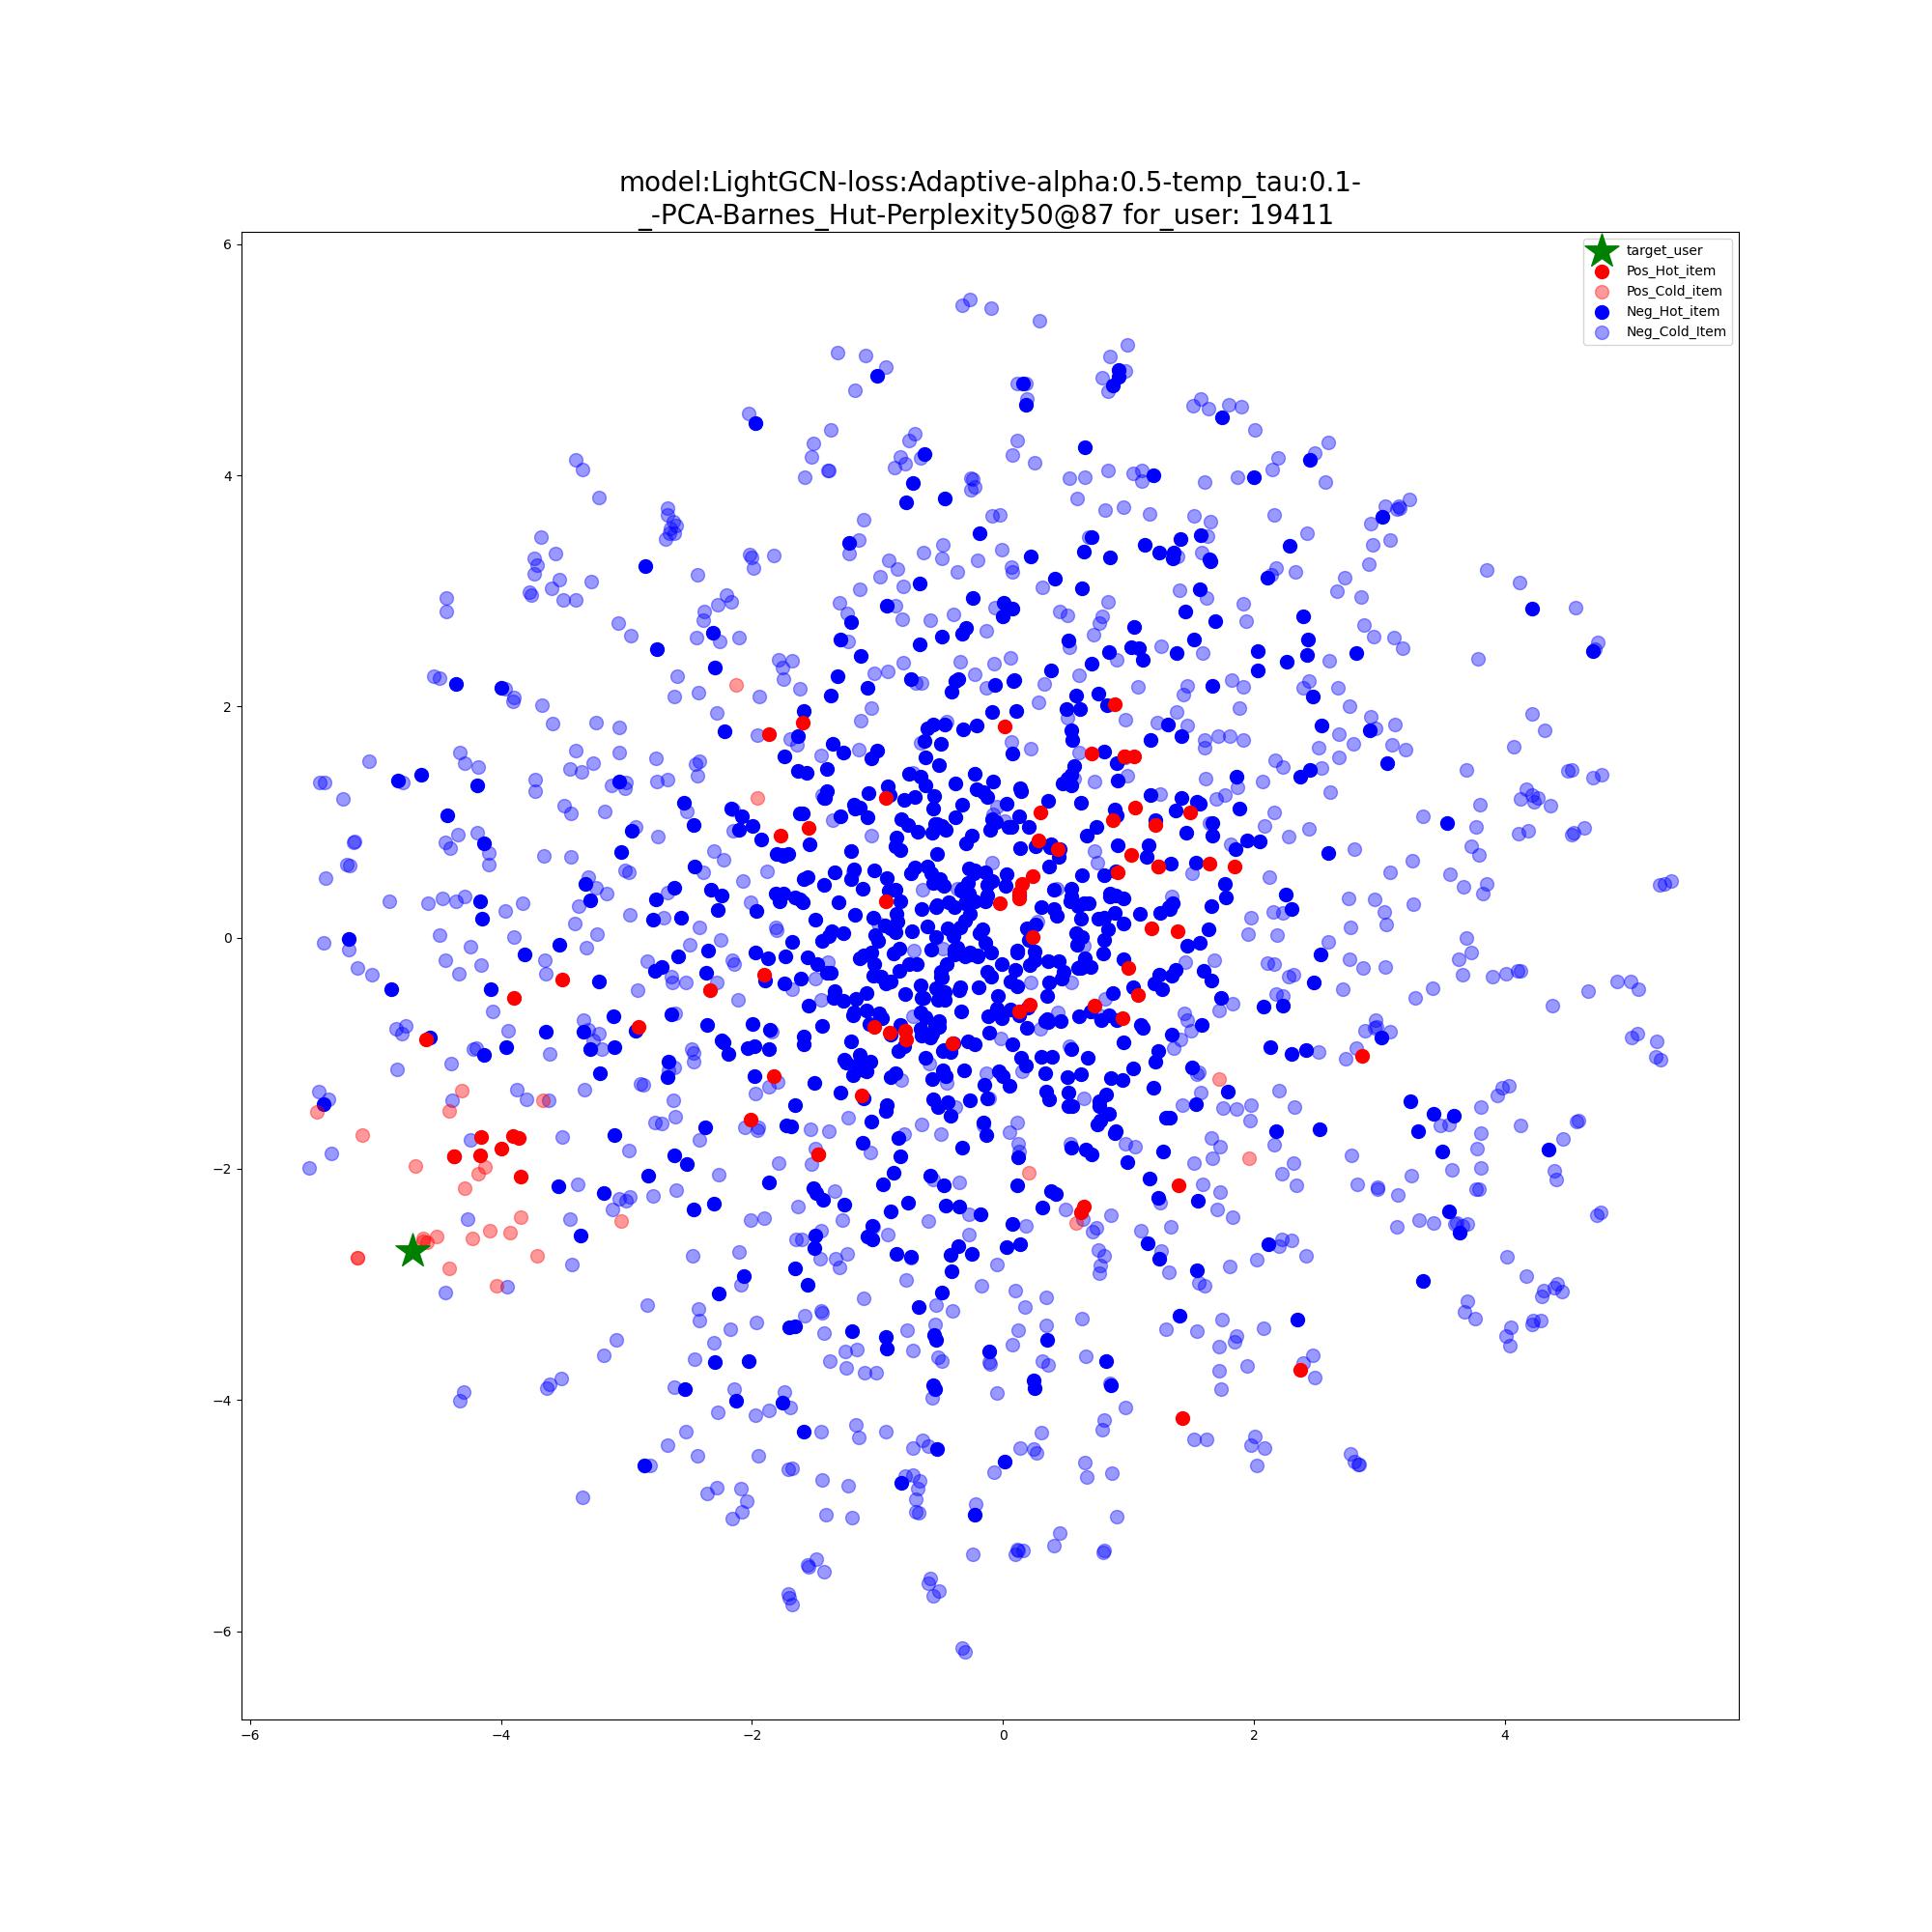 model:LightGCN-loss:Adaptive-alpha:0.5-temp_tau:0.1-
_-PCA-Barnes_Hut-Perplexity50@87 for_user: 19411
target_user
Pos_Hot_item
Pos_Cold_item
Neg_Hot_item
Neg_Cold_Item
6
4
2
0
−2
−4
−6
−6 −4 −2 0 2 4